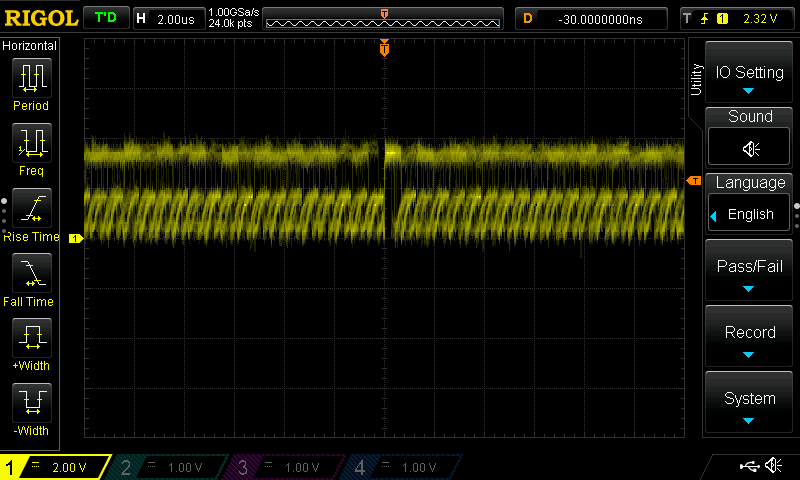 RIGOL T'D H 2.00us 1.00GSa/s 24.0k pts T D -30.0000000ns T 1 2.32 V
Horizontal
Period
Freq
Rise Time
Fall Time
+Width
-Width
T
T
1
Utility
IO Setting
Sound
Language
English
Pass/Fail
Record
System
1 2.00 V 2 1.00 V 3 1.00 V 4 1.00 V